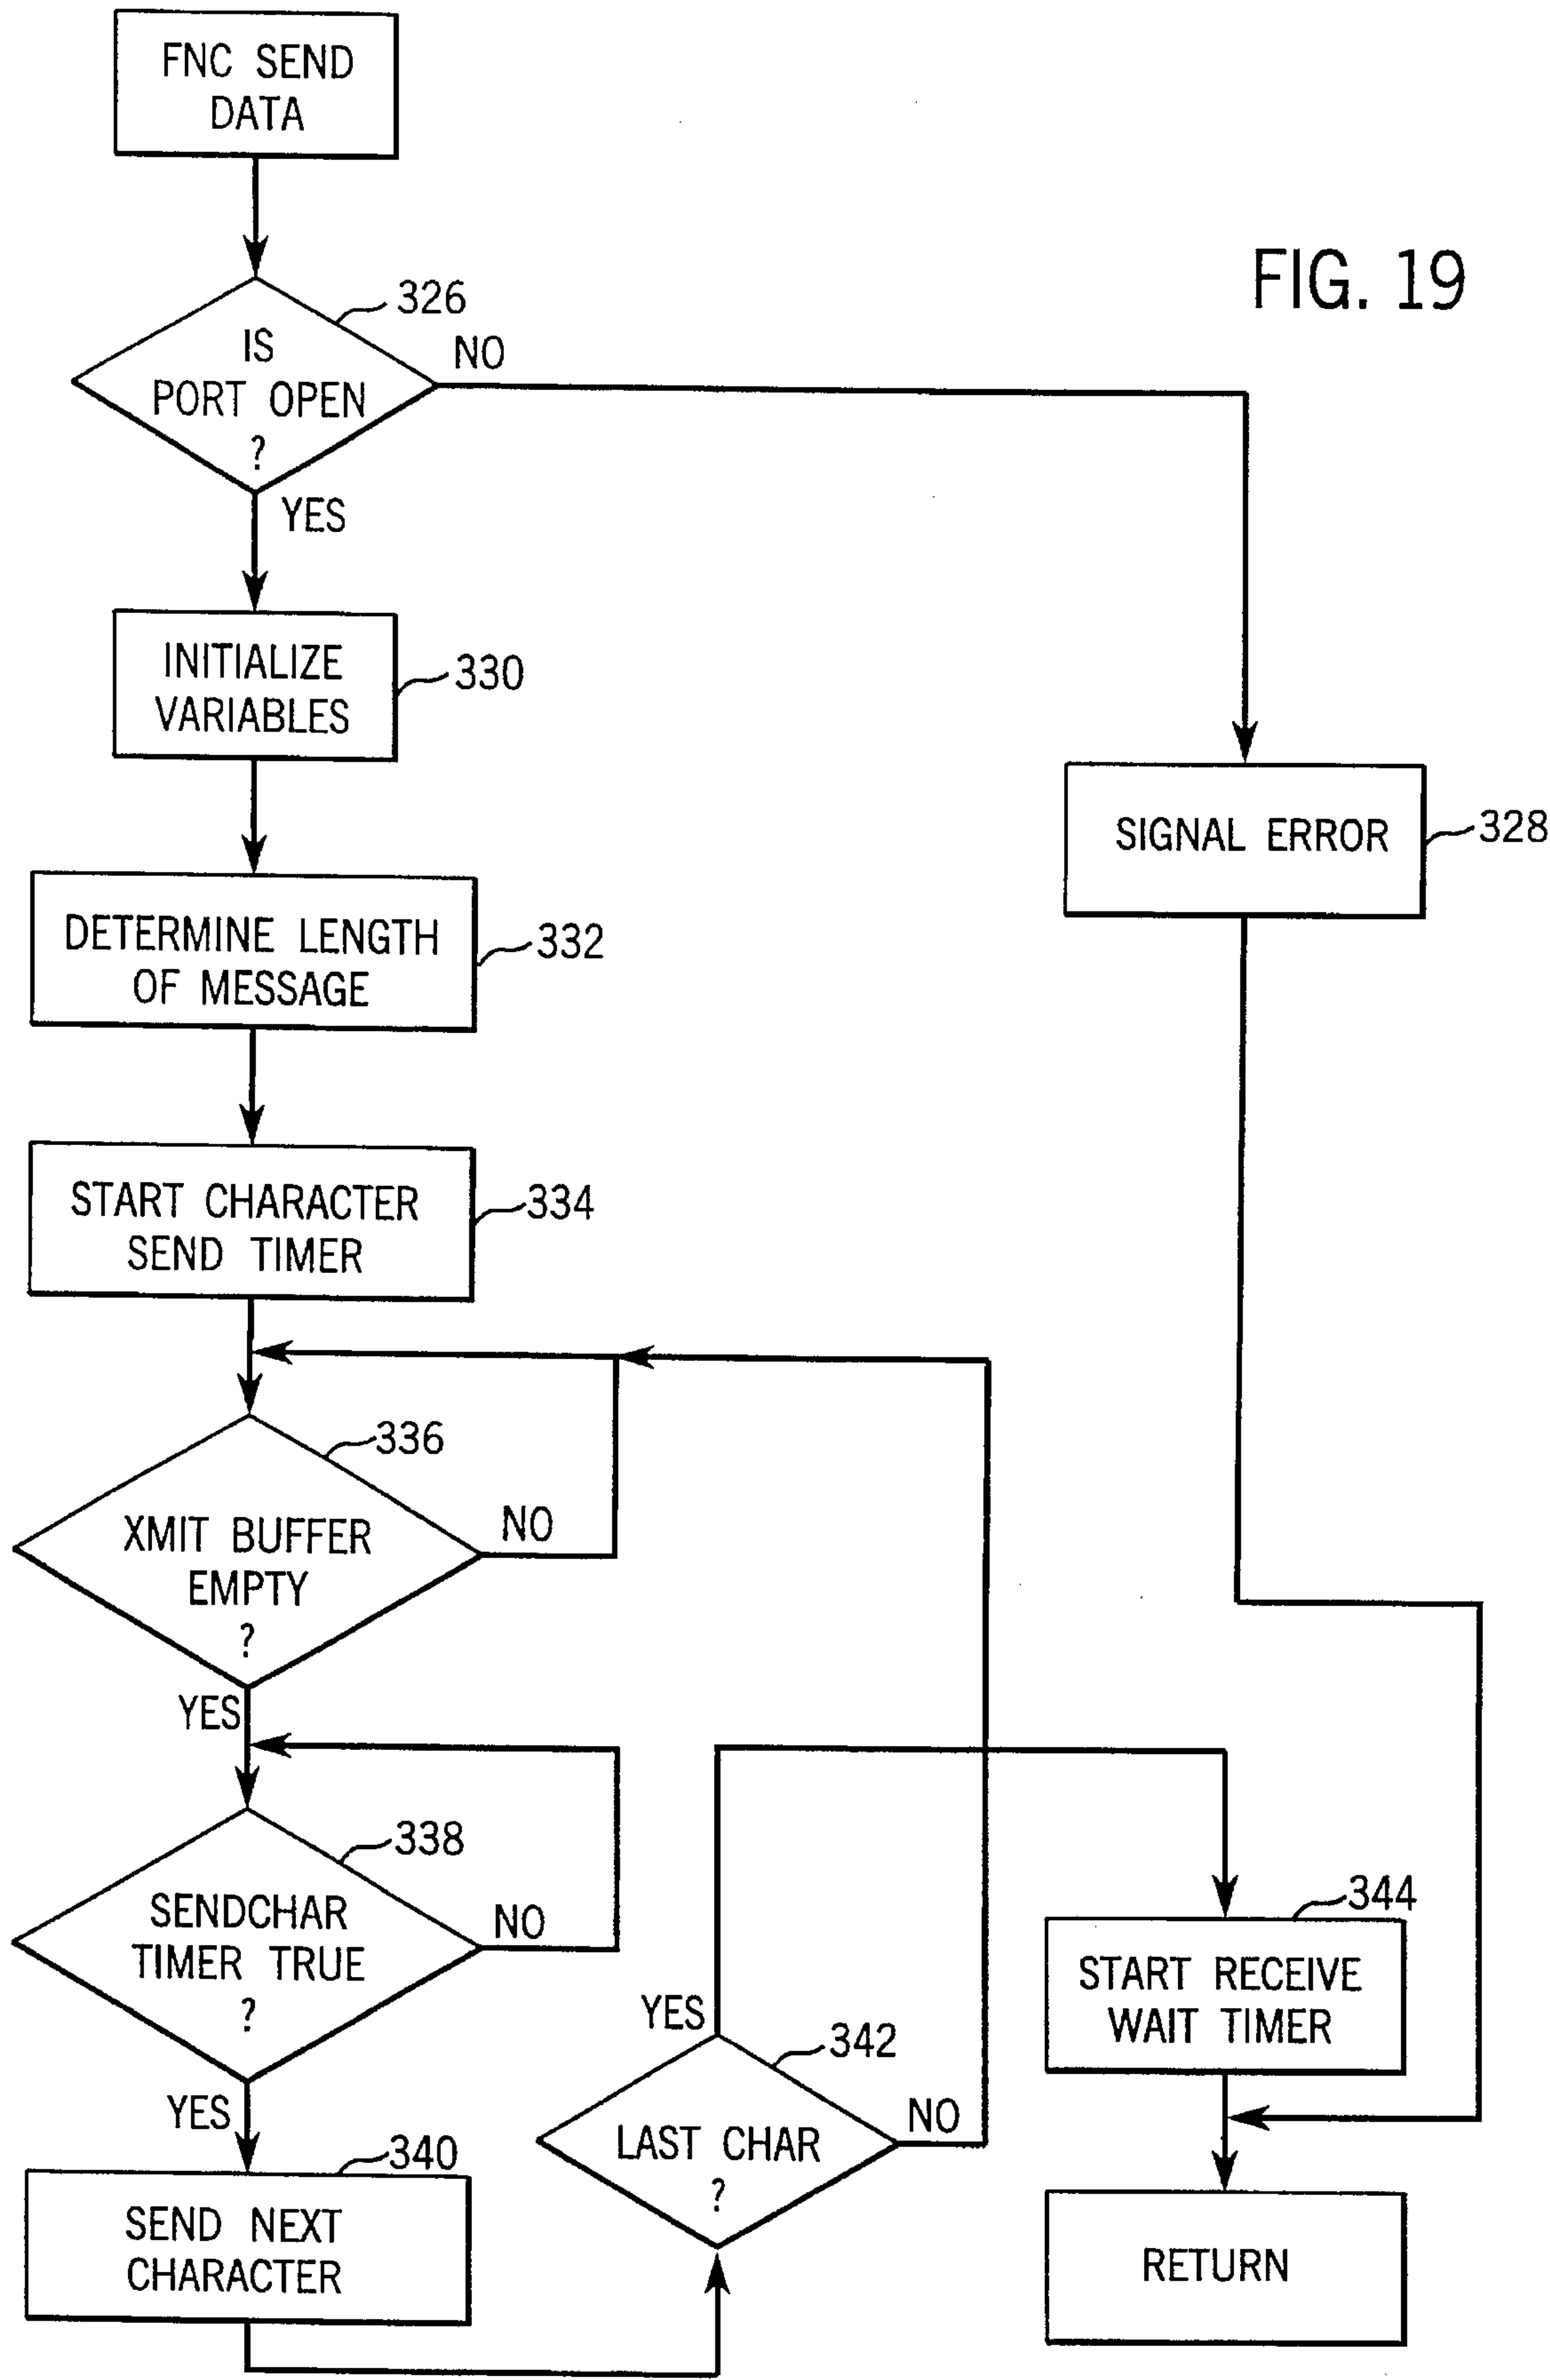 FNC SEND
DATA
FIG. 19
326
IS
PORT OPEN
?
NO
YES
INITIALIZE
VARIABLES
330
SIGNAL ERROR
328
DETERMINE LENGTH
OF MESSAGE
332
START CHARACTER
SEND TIMER
334
336
XMIT BUFFER
EMPTY
?
NO
YES
338
SENDCHAR
TIMER TRUE
?
NO
YES
340
SEND NEXT
CHARACTER
YES
342
LAST CHAR
?
NO
344
START RECEIVE
WAIT TIMER
RETURN